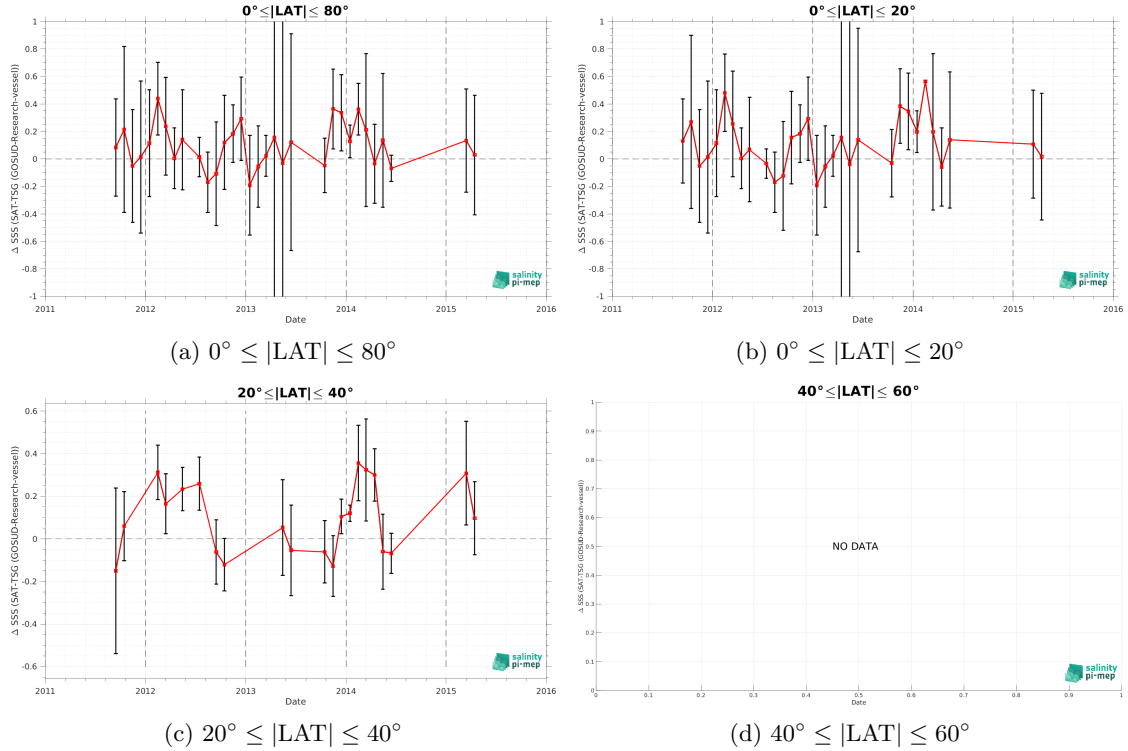 0°≤|LAT|≤ 80°
Δ SSS (SAT-TSG (GOSUD-Research-vessel))
1
0.8
0.6
0.4
0.2
0
-0.2
-0.4
-0.6
-0.8
-1
salinity
pi-mep
2011 2012 2013 2014 2015 2016
Date
(a) 0° ≤ |LAT| ≤ 80°
0°≤|LAT|≤ 20°
Δ SSS (SAT-TSG (GOSUD-Research-vessel))
1
0.8
0.6
0.4
0.2
0
-0.2
-0.4
-0.6
-0.8
-1
salinity
pi-mep
2011 2012 2013 2014 2015 2016
Date
(b) 0° ≤ |LAT| ≤ 20°
20°≤|LAT|≤ 40°
Δ SSS (SAT-TSG (GOSUD-Research-vessel))
0.6
0.4
0.2
0
-0.2
-0.4
-0.6
salinity
pi-mep
2011 2012 2013 2014 2015 2016
Date
(c) 20° ≤ |LAT| ≤ 40°
40°≤|LAT|≤ 60°
Δ SSS (SAT-TSG (GOSUD-Research-vessel))
1
0.9
0.8
0.7
0.6
0.5
0.4
0.3
0.2
0.1
0
NO DATA
salinity
pi-mep
0 0.1 0.2 0.3 0.4 0.5 0.6 0.7 0.8 0.9 1
Date
(d) 40° ≤ |LAT| ≤ 60°